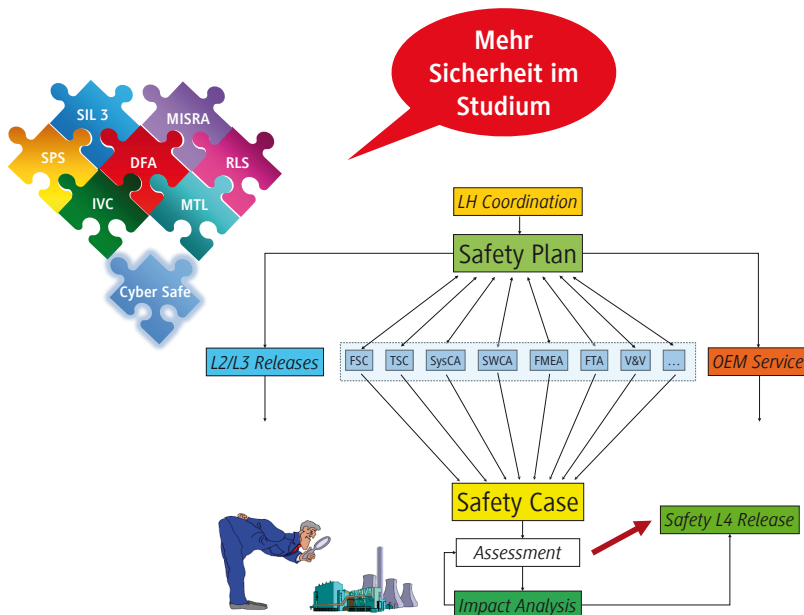 Mehr
Sicherheit im
Studium
SIL 3
MISRA
SPS
DFA
RLS
IVC
MTL
Cyber Safe
LH Coordination
Safety Plan
L2/L3 Releases
FSC
TSC
SysCA
SWCA
FMEA
FTA
V&V
...
OEM Service
Safety Case
Safety L4 Release
Assessment
Impact Analysis